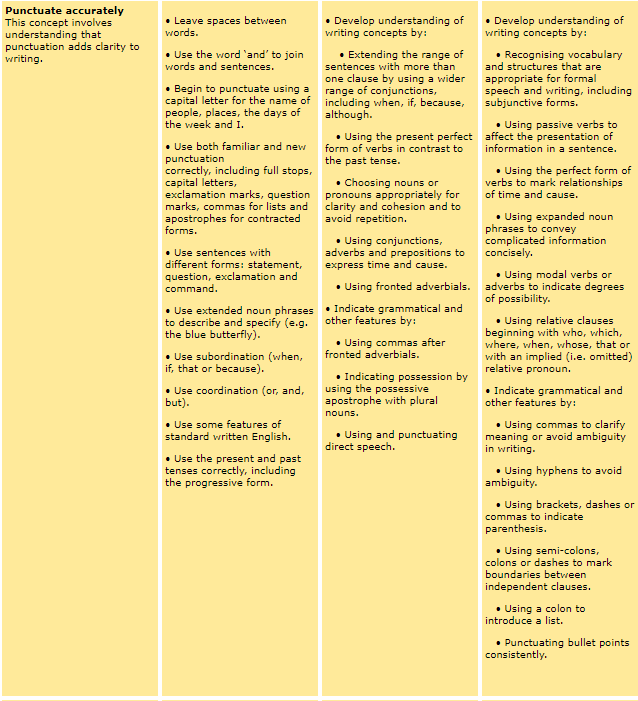 Punctuate accurately
This concept involves
understanding that
punctuation adds clarity to
writing.
• Leave spaces between
words.
• Use the word ‘and’ to join
words and sentences.
• Begin to punctuate using a
capital letter for the name of
people, places, the days of
the week and I.
• Use both familiar and new
punctuation
correctly, including full stops,
capital letters,
exclamation marks, question
marks, commas for lists and
apostrophes for contracted
forms.
• Use sentences with
different forms: statement,
question, exclamation and
command.
• Use extended noun phrases
to describe and specify (e.g.
the blue butterfly).
• Use subordination (when,
if, that or because).
• Use coordination (or, and,
but).
• Use some features of
standard written English.
• Use the present and past
tenses correctly, including
the progressive form.
• Develop understanding of
writing concepts by:
• Extending the range of
sentences with more than
one clause by using a wider
range of conjunctions,
including when, if, because,
although.
• Using the present perfect
form of verbs in contrast to
the past tense.
• Choosing nouns or
pronouns appropriately for
clarity and cohesion and to
avoid repetition.
• Using conjunctions,
adverbs and prepositions to
express time and cause.
• Using fronted adverbials.
• Indicate grammatical and
other features by:
• Using commas after
fronted adverbials.
• Indicating possession by
using the possessive
apostrophe with plural
nouns.
• Using and punctuating
direct speech.
• Develop understanding of
writing concepts by:
• Recognising vocabulary
and structures that are
appropriate for formal
speech and writing, including
subjunctive forms.
• Using passive verbs to
affect the presentation of
information in a sentence.
• Using the perfect form of
verbs to mark relationships
of time and cause.
• Using expanded noun
phrases to convey
complicated information
concisely.
• Using modal verbs or
adverbs to indicate degrees
of possibility.
• Using relative clauses
beginning with who, which,
where, when, whose, that or
with an implied (i.e. omitted)
relative pronoun.
• Indicate grammatical and
other features by:
• Using commas to clarify
meaning or avoid ambiguity
in writing.
• Using hyphens to avoid
ambiguity.
• Using brackets, dashes or
commas to indicate
parenthesis.
• Using semi-colons,
colons or dashes to mark
boundaries between
independent clauses.
• Using a colon to
introduce a list.
• Punctuating bullet points
consistently.